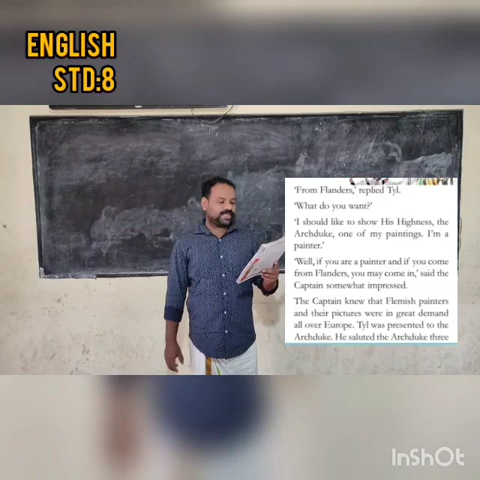 ENGLISH
STD:8
'From Flanders,' replied Tyl.
'What do you want?'
'I should like to show His Highness, the
Archduke, one of my paintings. I'm a
painter.'
'Well, if you are a painter and if you come
from Flanders, you may come in,' said the
Captain somewhat impressed.
The Captain knew that Flemish painters
and their pictures were in great demand
all over Europe. Tyl was presented to the
Archduke. He saluted the Archduke three
InShOt